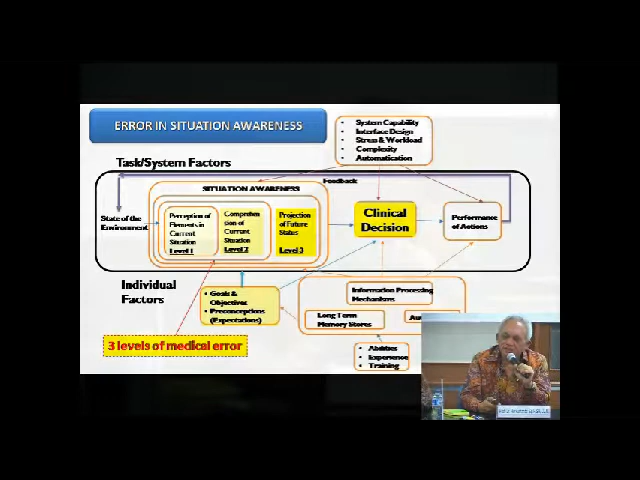 ERROR IN SITUATION AWARENESS
• System Capability
• Interface Design
• Stress & Workload
• Complexity
• Automatication
Task/System Factors
Feedback
SITUATION AWARENESS
State of the
Environment
Perception of
Elements in
Current
Situation
Level 1
Comprehen
sion of
Current
Situation
Level 2
Projection
of Future
Status
Level 3
Clinical
Decision
Performance
of Actions
Individual
Factors
• Goals &
Objectives
• Preconceptions
(Expectations)
Information Processing
Mechanisms
Long Term
Memory Stores
3 levels of medical error
• Abilities
• Experience
• Training